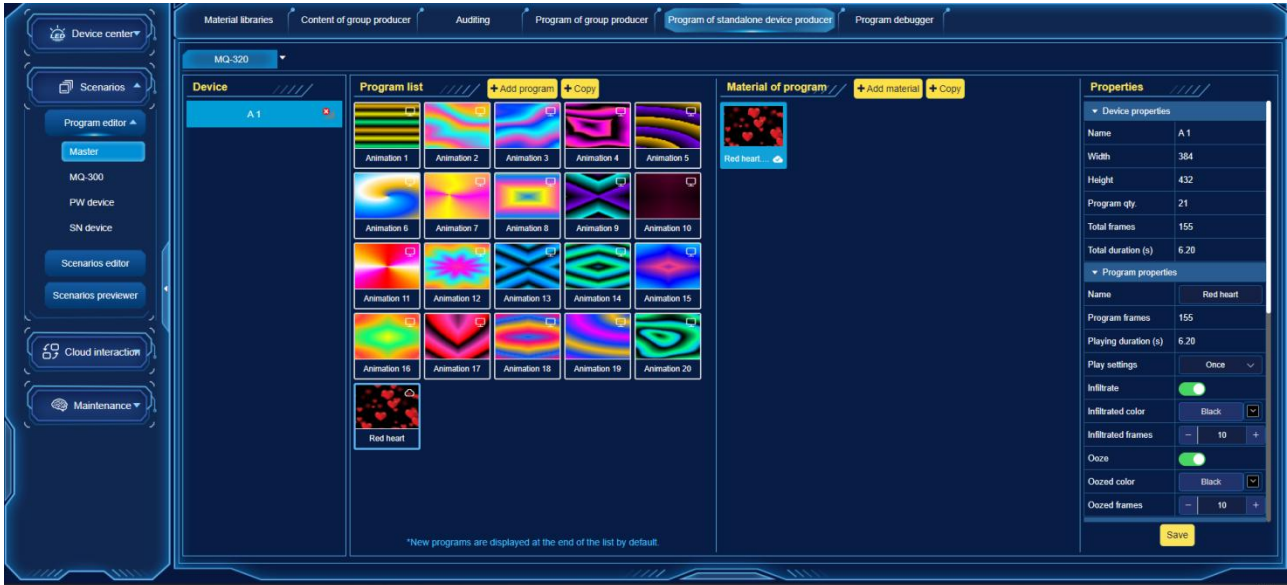 Material libraries
Content of group producer
Auditing
Program of group producer
Program of standalone device producer
Program debugger
LED
Device center
Scenarios
Program editor
Master
MQ-300
PW device
SN device
Scenarios editor
Scenarios previewer
Cloud interaction
Maintenance
MQ-320
Device
A 1
Program list
+ Add program
+ Copy
Animation 1
Animation 2
Animation 3
Animation 4
Animation 5
Animation 6
Animation 7
Animation 8
Animation 9
Animation 10
Animation 11
Animation 12
Animation 13
Animation 14
Animation 15
Animation 16
Animation 17
Animation 18
Animation 19
Animation 20
Red heart
*New programs are displayed at the end of the list by default.
Material of program
+ Add material
+ Copy
Red heart...
Properties
Device properties
Name A 1
Width 384
Height 432
Program qty. 21
Total frames 155
Total duration (s) 6.20
Program properties
Name Red heart
Program frames 155
Playing duration (s) 6.20
Play settings Once
Infiltrate
Infiltrated color Black
Infiltrated frames - 10 +
Ooze
Oozed color Black
Oozed frames - 10 +
Save